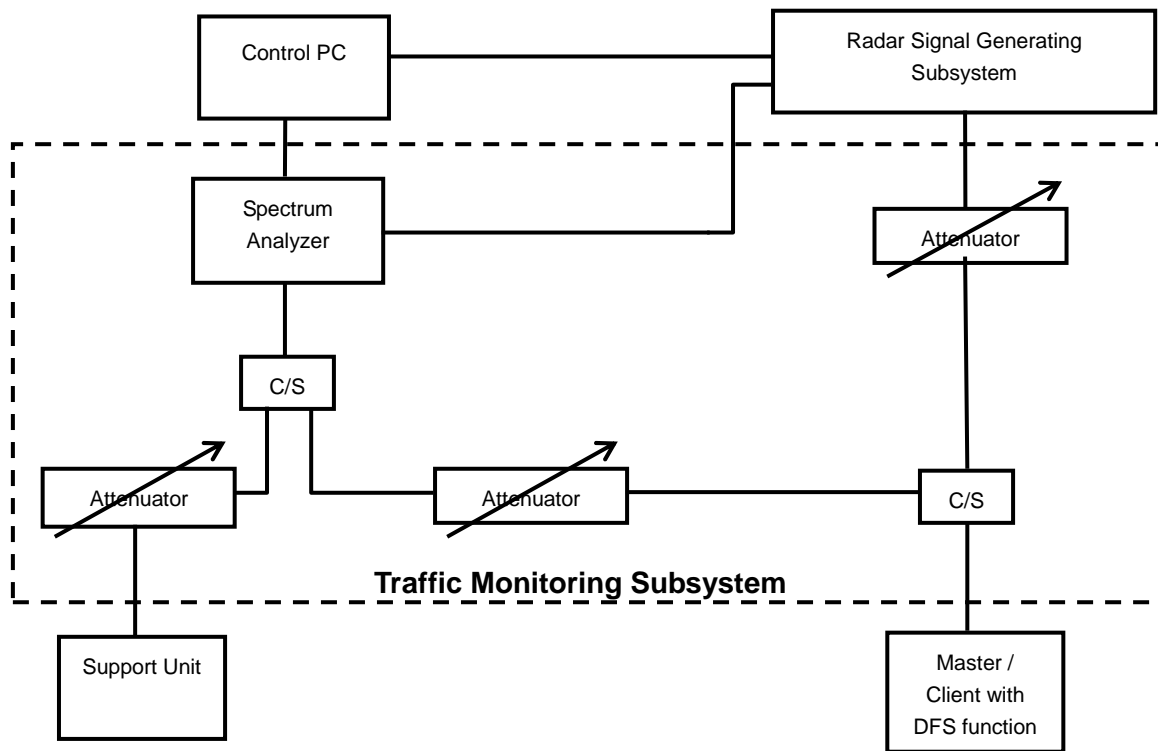 Control PC
Radar Signal Generating
Subsystem
Spectrum
Analyzer
Attenuator
C/S
Attenuator
Attenuator
C/S
Traffic Monitoring Subsystem
Support Unit
Master /
Client with
DFS function